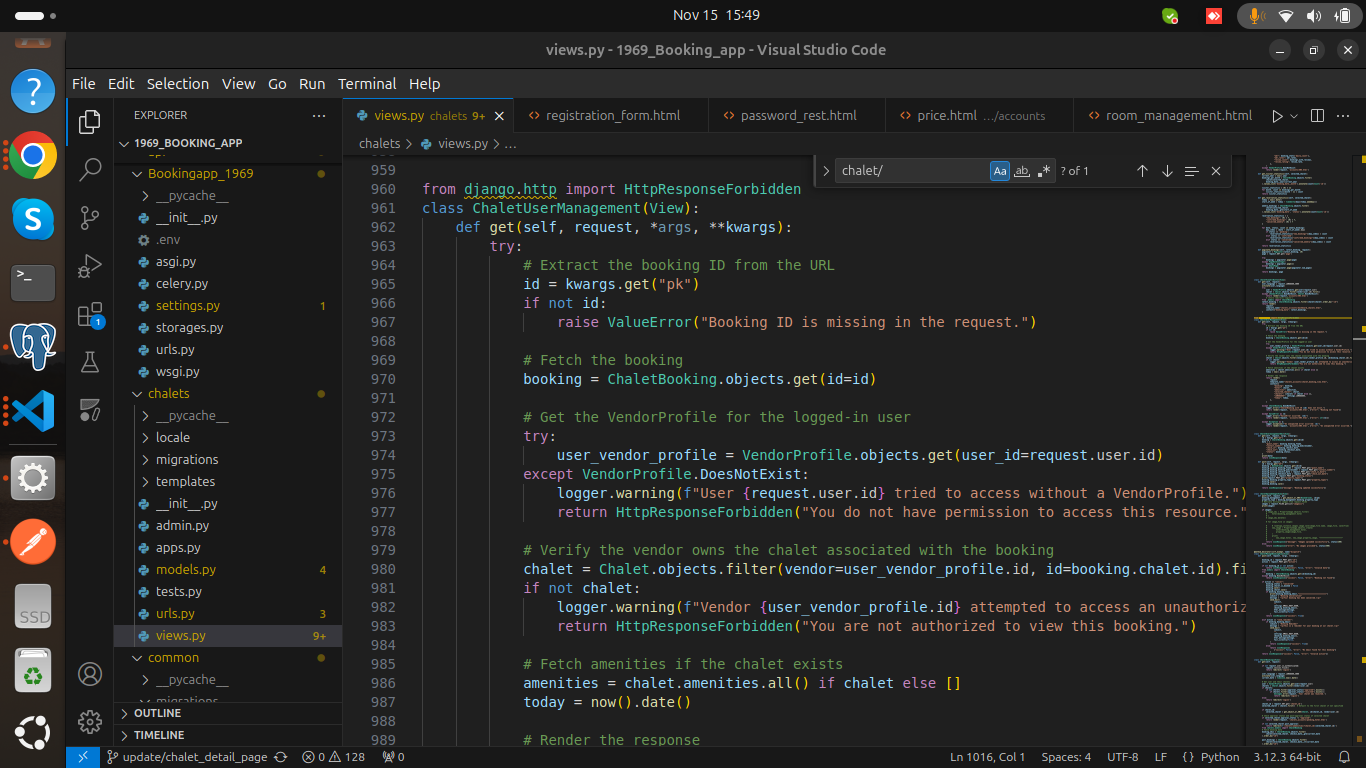 Nov 15 15:49
views.py - 1969_Booking_app - Visual Studio Code
File Edit Selection View Go Run Terminal Help
EXPLORER
1969_BOOKING_APP
Bookingapp_1969
__pycache__
__init__.py
.env
asgi.py
celery.py
settings.py 1
storages.py
urls.py
wsgi.py
chalets
__pycache__
locale
migrations
templates
__init__.py
admin.py
apps.py
models.py 4
tests.py
urls.py 3
views.py 9+
common
__pycache__
migrations
OUTLINE
TIMELINE
views.py chalets 9+
registration_form.html
password_rest.html
price.html .../accounts
room_management.html
chalets > views.py > ...
chalet/
Aa ab .* ? of 1
959
960 from django.http import HttpResponseForbidden
961 class ChaletUserManagement(View):
962 def get(self, request, *args, **kwargs):
963 try:
964 # Extract the booking ID from the URL
965 id = kwargs.get("pk")
966 if not id:
967 raise ValueError("Booking ID is missing in the request.")
968
969 # Fetch the booking
970 booking = ChaletBooking.objects.get(id=id)
971
972 # Get the VendorProfile for the logged-in user
973 try:
974 user_vendor_profile = VendorProfile.objects.get(user_id=request.user.id)
975 except VendorProfile.DoesNotExist:
976 logger.warning(f"User {request.user.id} tried to access without a VendorProfile.")
977 return HttpResponseForbidden("You do not have permission to access this resource."
978
979 # Verify the vendor owns the chalet associated with the booking
980 chalet = Chalet.objects.filter(vendor=user_vendor_profile.id, id=booking.chalet.id).fi
981 if not chalet:
982 logger.warning(f"Vendor {user_vendor_profile.id} attempted to access an unauthoriz
983 return HttpResponseForbidden("You are not authorized to view this booking.")
984
985 # Fetch amenities if the chalet exists
986 amenities = chalet.amenities.all() if chalet else []
987 today = now().date()
988
989 # Render the response
update/chalet_detail_page 0 128 0
Ln 1016, Col 1 Spaces: 4 UTF-8 LF { } Python 3.12.3 64-bit
1
SSD